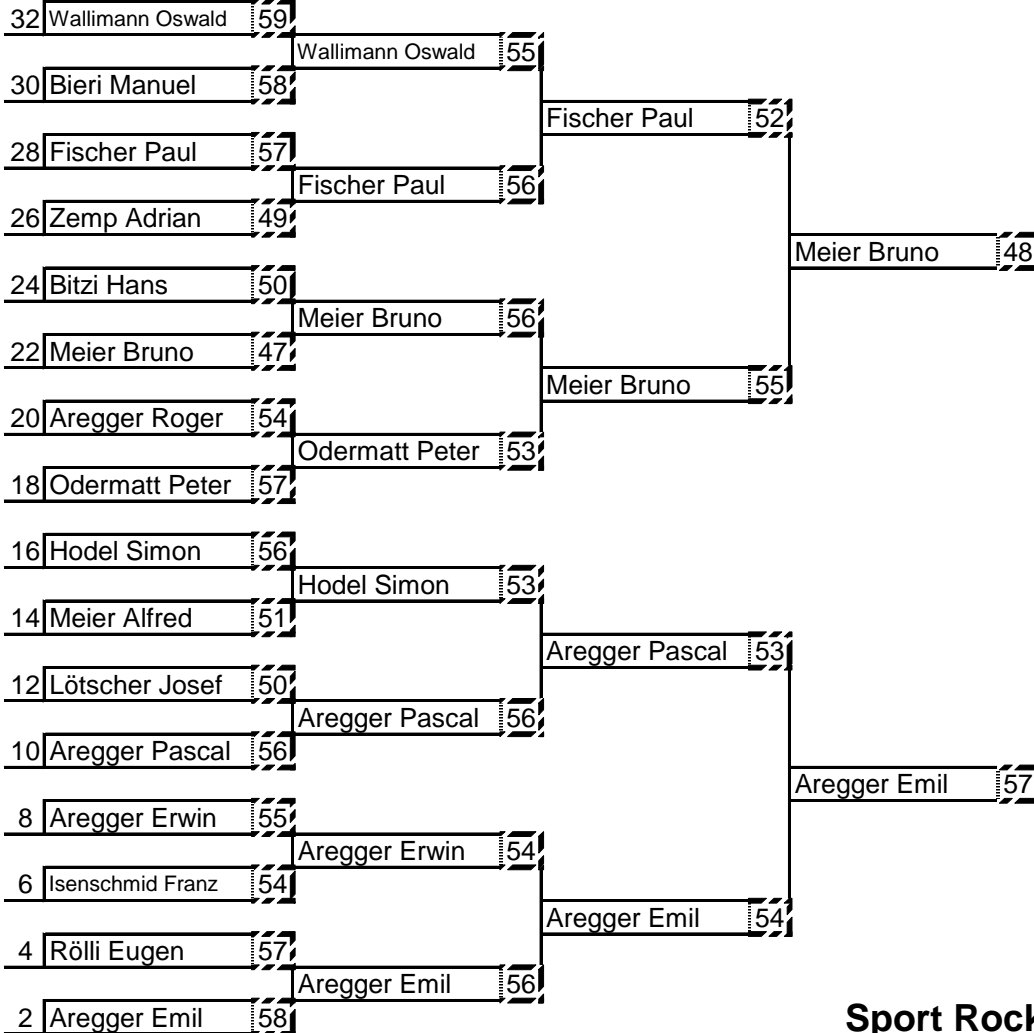 32 Wallimann Oswald 59
Wallimann Oswald 55
30 Bieri Manuel 58
Fischer Paul 52
28 Fischer Paul 57
Fischer Paul 56
26 Zemp Adrian 49
Meier Bruno 48
24 Bitzi Hans 50
Meier Bruno 56
22 Meier Bruno 47
Meier Bruno 55
20 Aregger Roger 54
Odermatt Peter 53
18 Odermatt Peter 57
16 Hodel Simon 56
Hodel Simon 53
14 Meier Alfred 51
Aregger Pascal 53
12 Lötscher Josef 50
Aregger Pascal 56
10 Aregger Pascal 56
Aregger Emil 57
8 Aregger Erwin 55
Aregger Erwin 54
6 Isenschmid Franz 54
Aregger Emil 54
4 Rölli Eugen 57
Aregger Emil 56
2 Aregger Emil 58
Sport Rock